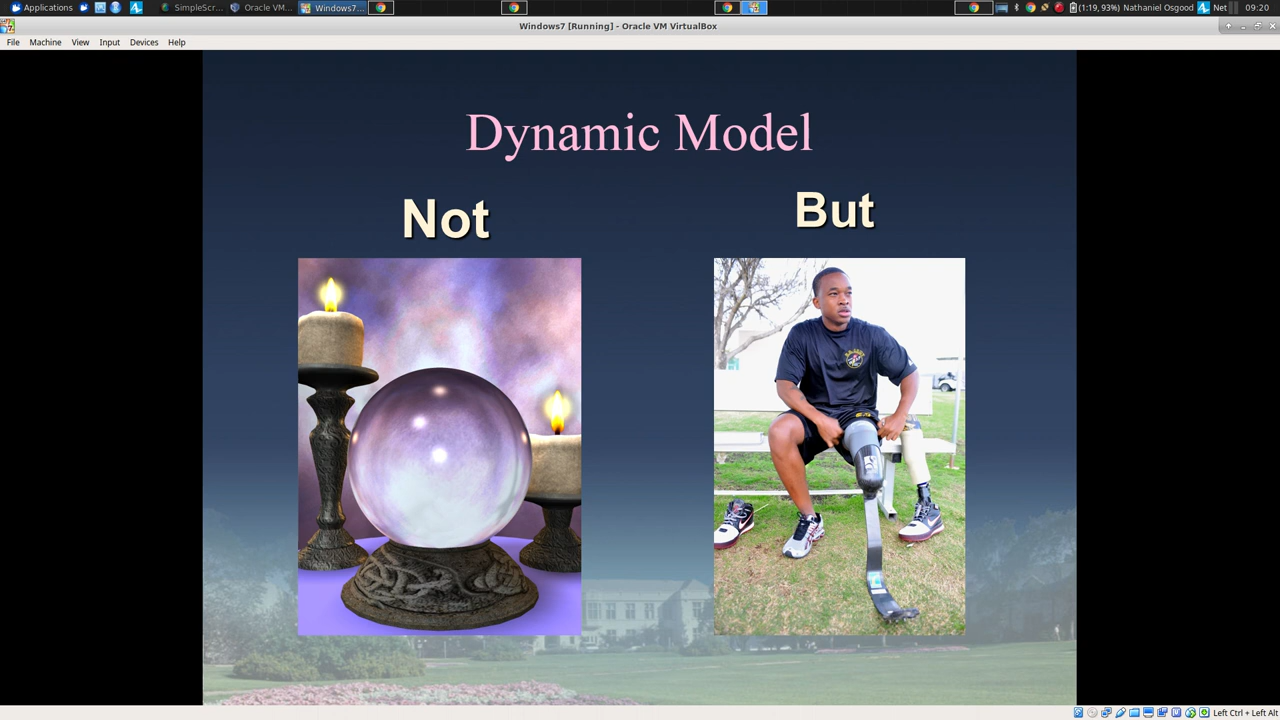 Applications
SimpleScr...
Oracle VM...
Windows7...
(1:19, 93%) Nathaniel Osgood
Net
09:20
Windows7 [Running] - Oracle VM VirtualBox
File Machine View Input Devices Help
Dynamic Model
Not
But
Left Ctrl + Left Alt